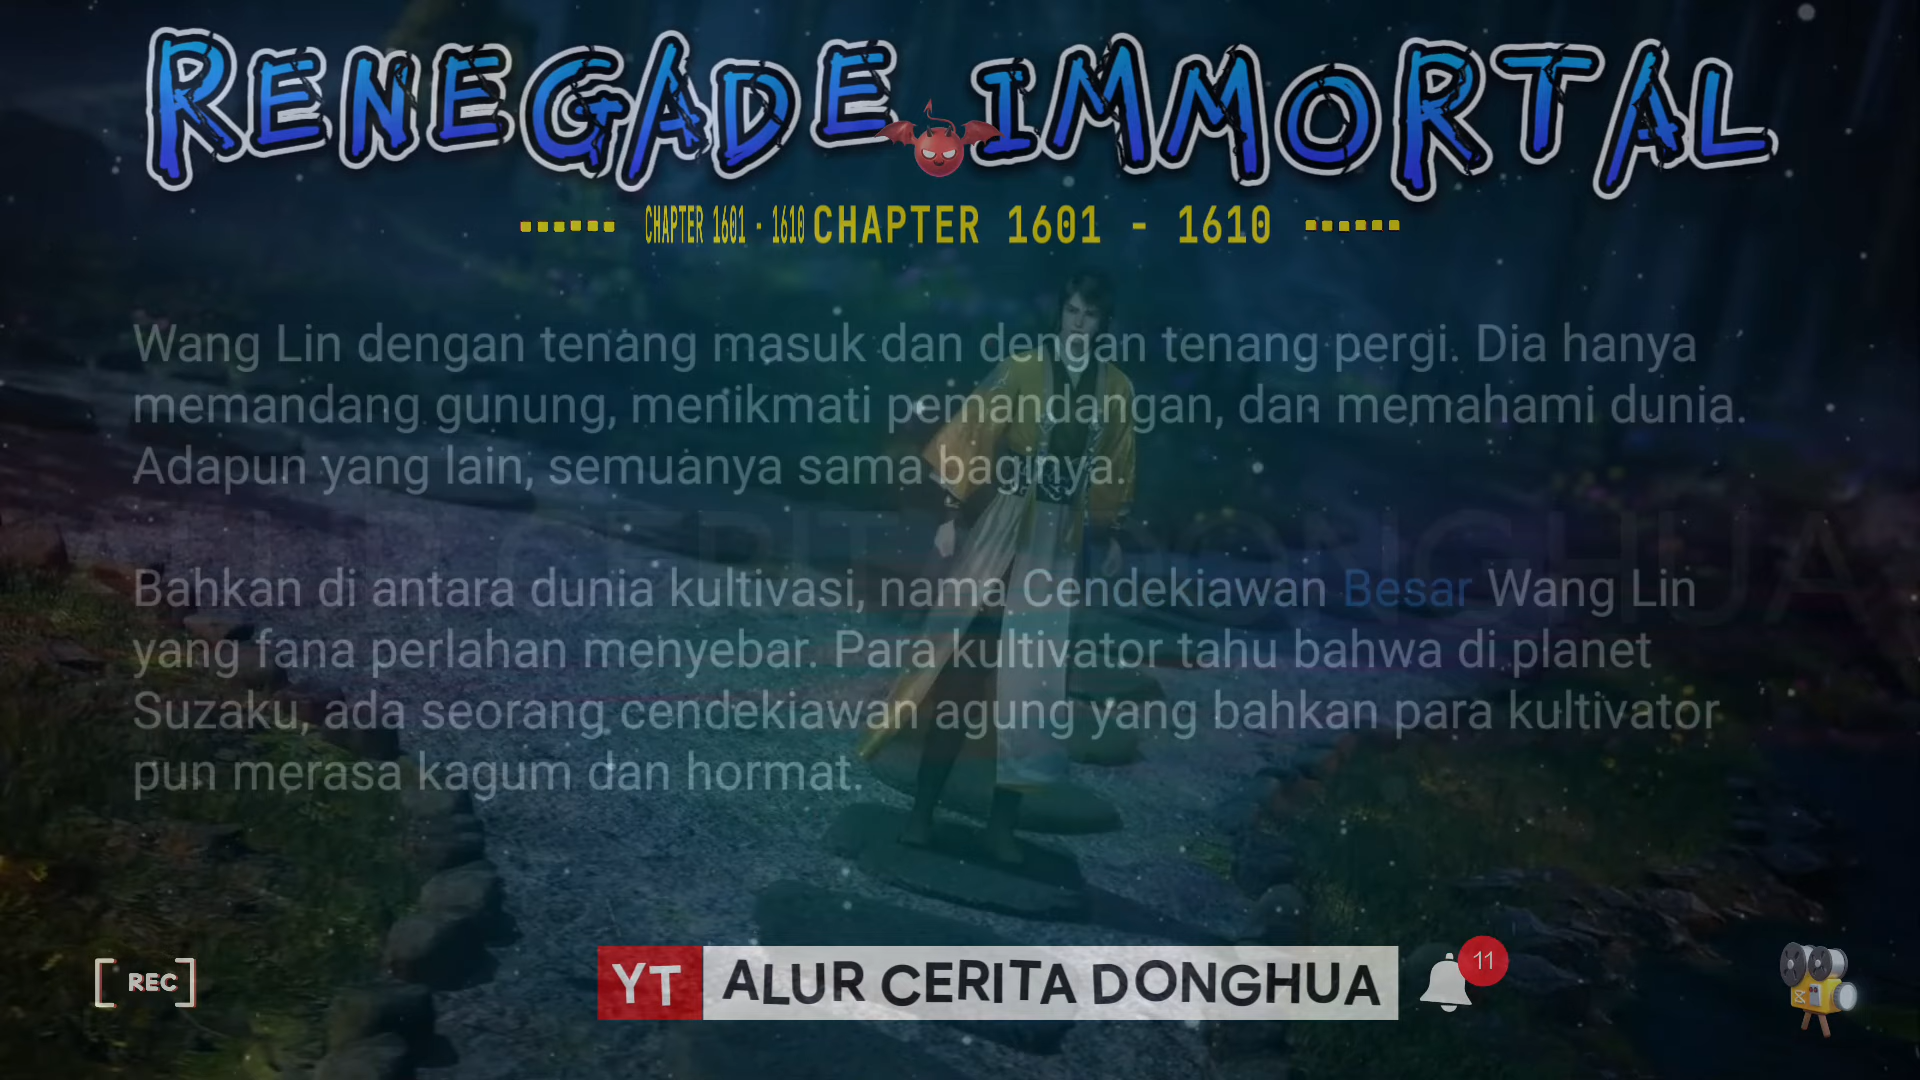 RENEGADE IMMORTAL
CHAPTER 1601 - 1610 CHAPTER 1601 - 1610
Wang Lin dengan tenang masuk dan dengan tenang pergi. Dia hanya
memandang gunung, menikmati pemandangan, dan memahami dunia.
Adapun yang lain, semuanya sama baginya.
ALUR CERITA DONGHUA
Bahkan di antara dunia kultivasi, nama Cendekiawan Besar Wang Lin
yang fana perlahan menyebar. Para kultivator tahu bahwa di planet
Suzaku, ada seorang cendekiawan agung yang bahkan para kultivator
pun merasa kagum dan hormat.
[ REC ]
YT ALUR CERITA DONGHUA
11